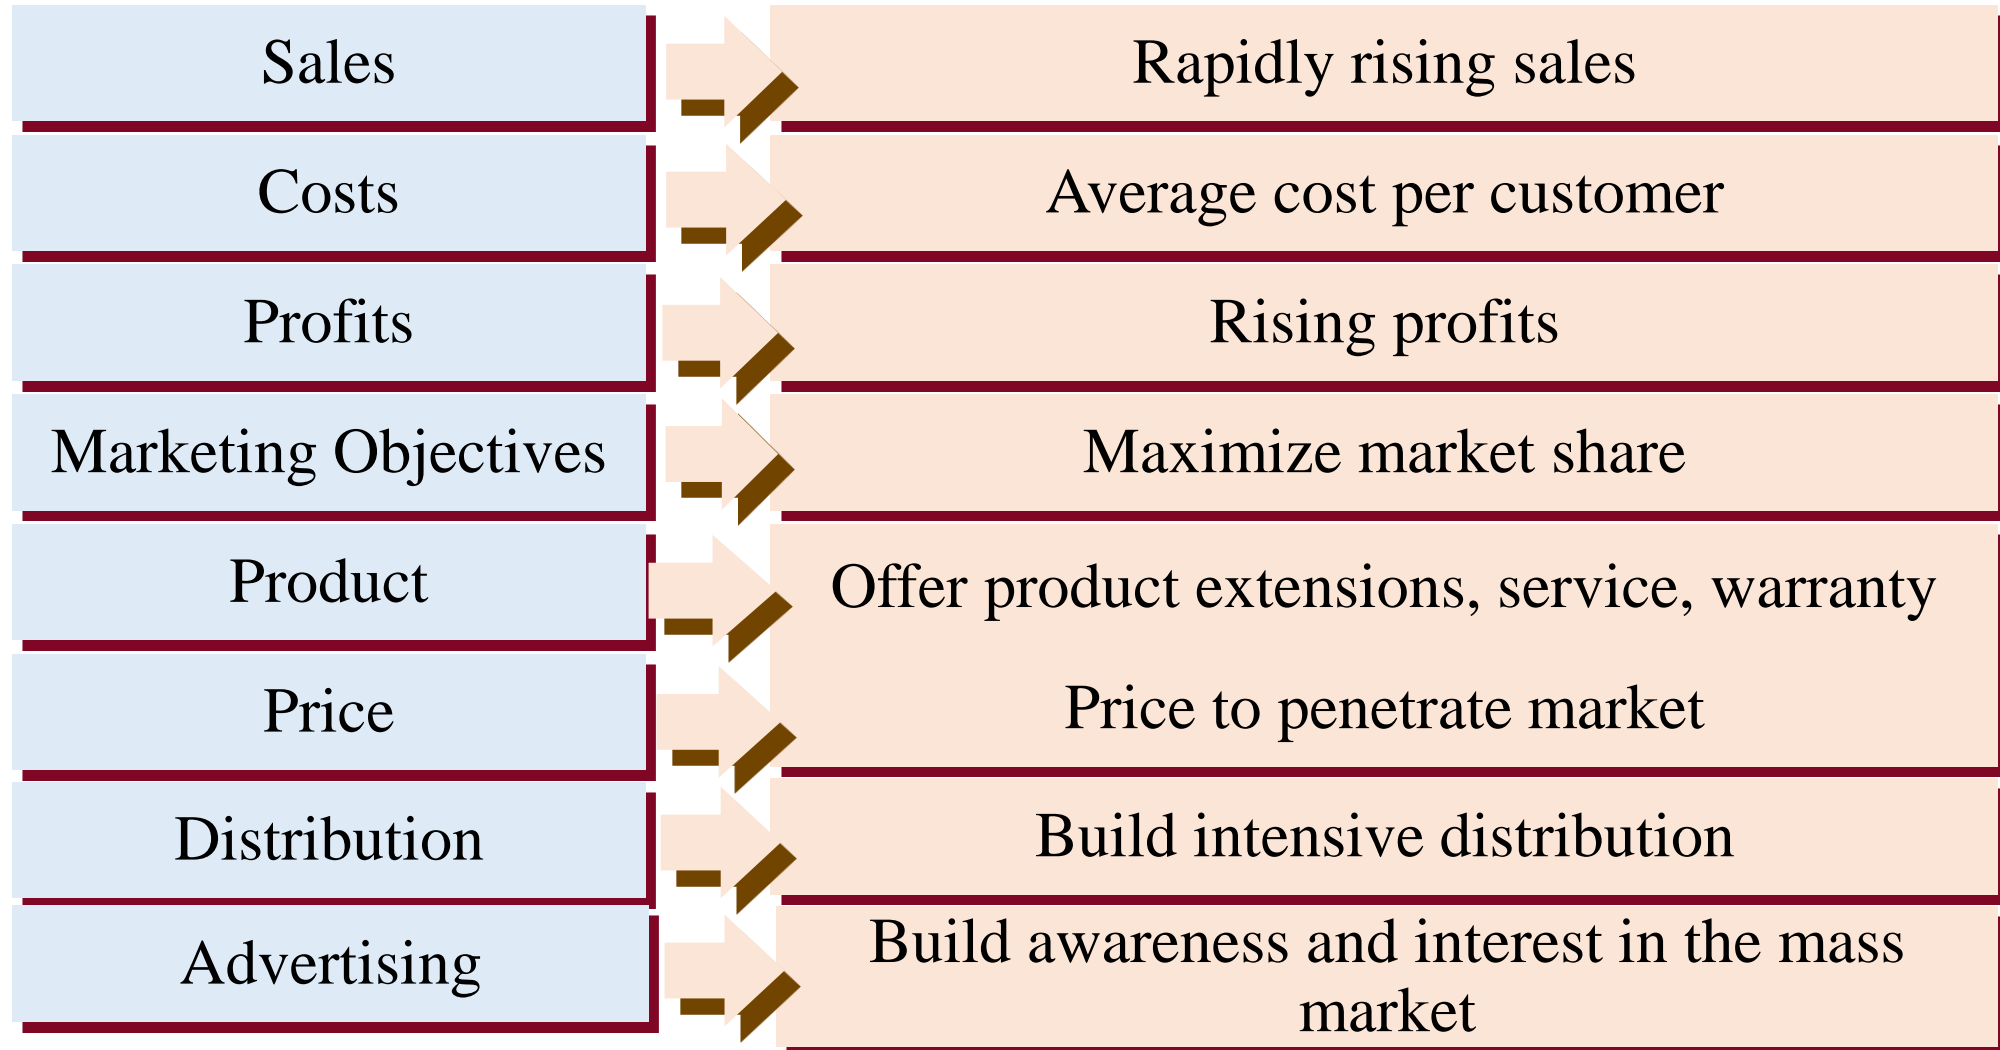 Sales
Rapidly rising sales
Costs
Average cost per customer
Profits
Rising profits
Marketing Objectives
Maximize market share
Product
Offer product extensions, service, warranty
Price
Price to penetrate market
Distribution
Build intensive distribution
Advertising
Build awareness and interest in the mass
market